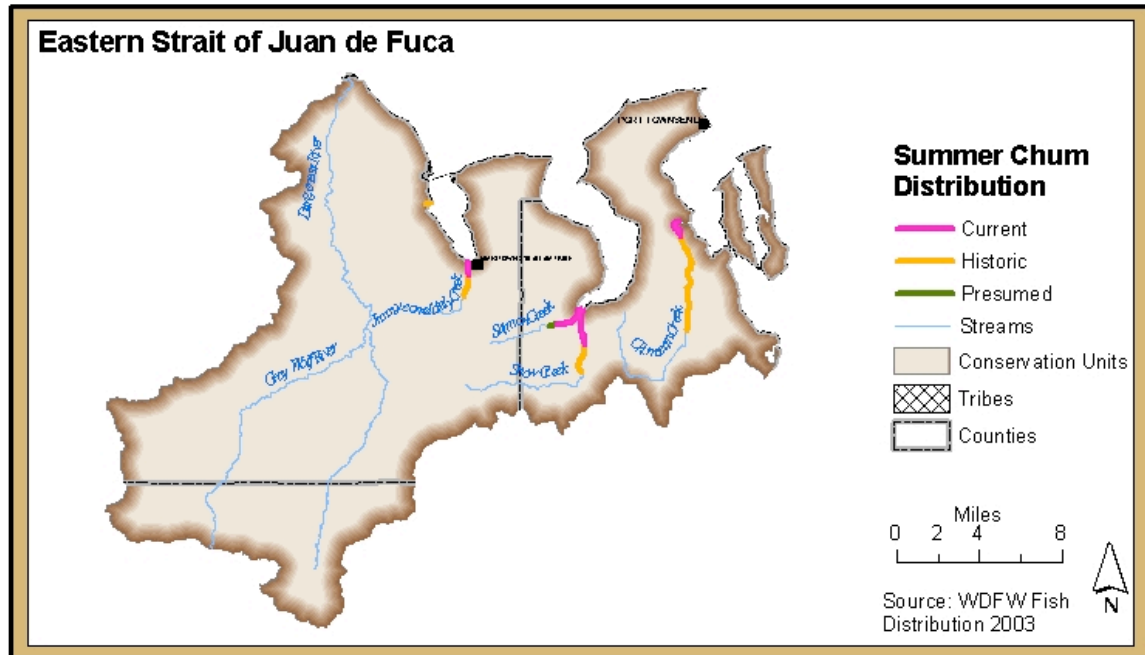 Eastern Strait of Juan de Fuca
PORT TOWNSEND
Dungeness River
Jimmycomelately Creek
Salmon Creek
Chimacum Creek
Gray Wolf River
Snow Creek
Summer Chum
Distribution
Current
Historic
Presumed
Streams
Conservation Units
Tribes
Counties
Miles
0 2 4 8
Source: WDFW Fish
Distribution 2003
N